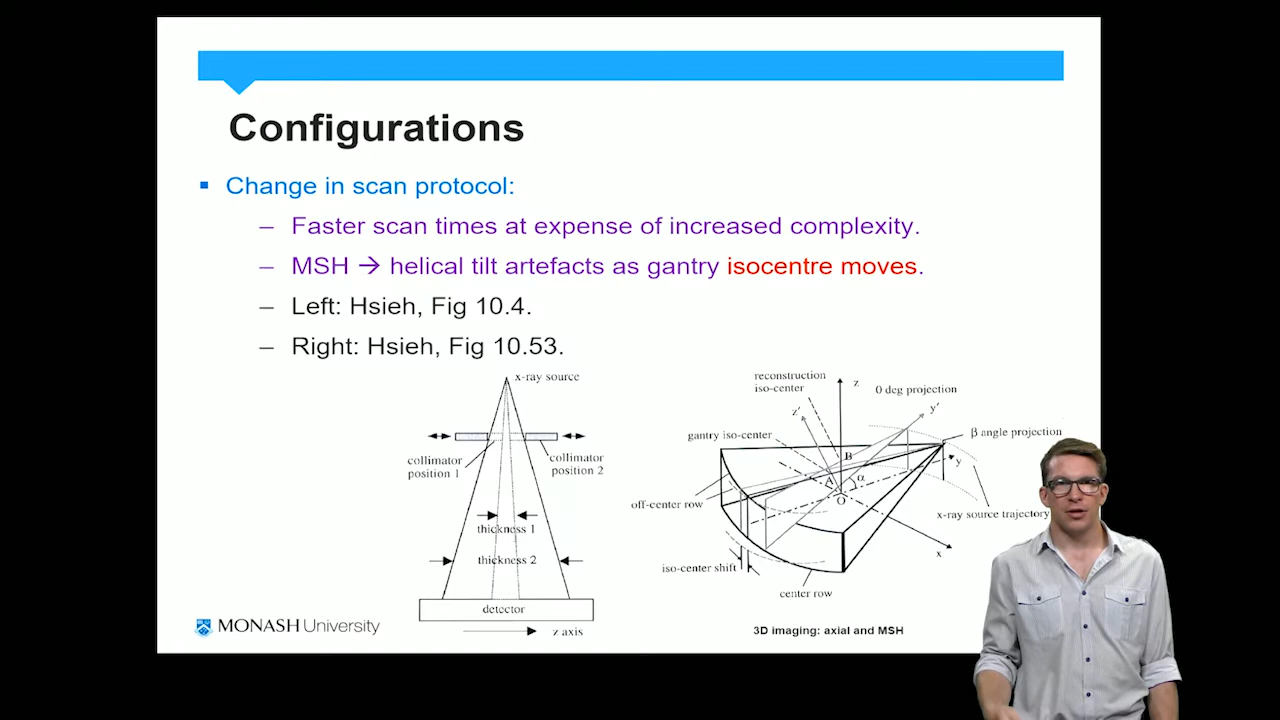 Configurations
▪ Change in scan protocol:
– Faster scan times at expense of increased complexity.
– MSH → helical tilt artefacts as gantry isocentre moves.
– Left: Hsieh, Fig 10.4.
– Right: Hsieh, Fig 10.53.
x-ray source
collimator
position 1
collimator
position 2
thickness 1
thickness 2
detector
z axis
reconstruction
iso-center
z
0 deg projection
z'
y'
gantry iso-center
β angle projection
B
y
A
α
O
off-center row
x-ray source trajectory
x
iso-center shift
center row
MONASH University
3D imaging: axial and MSH